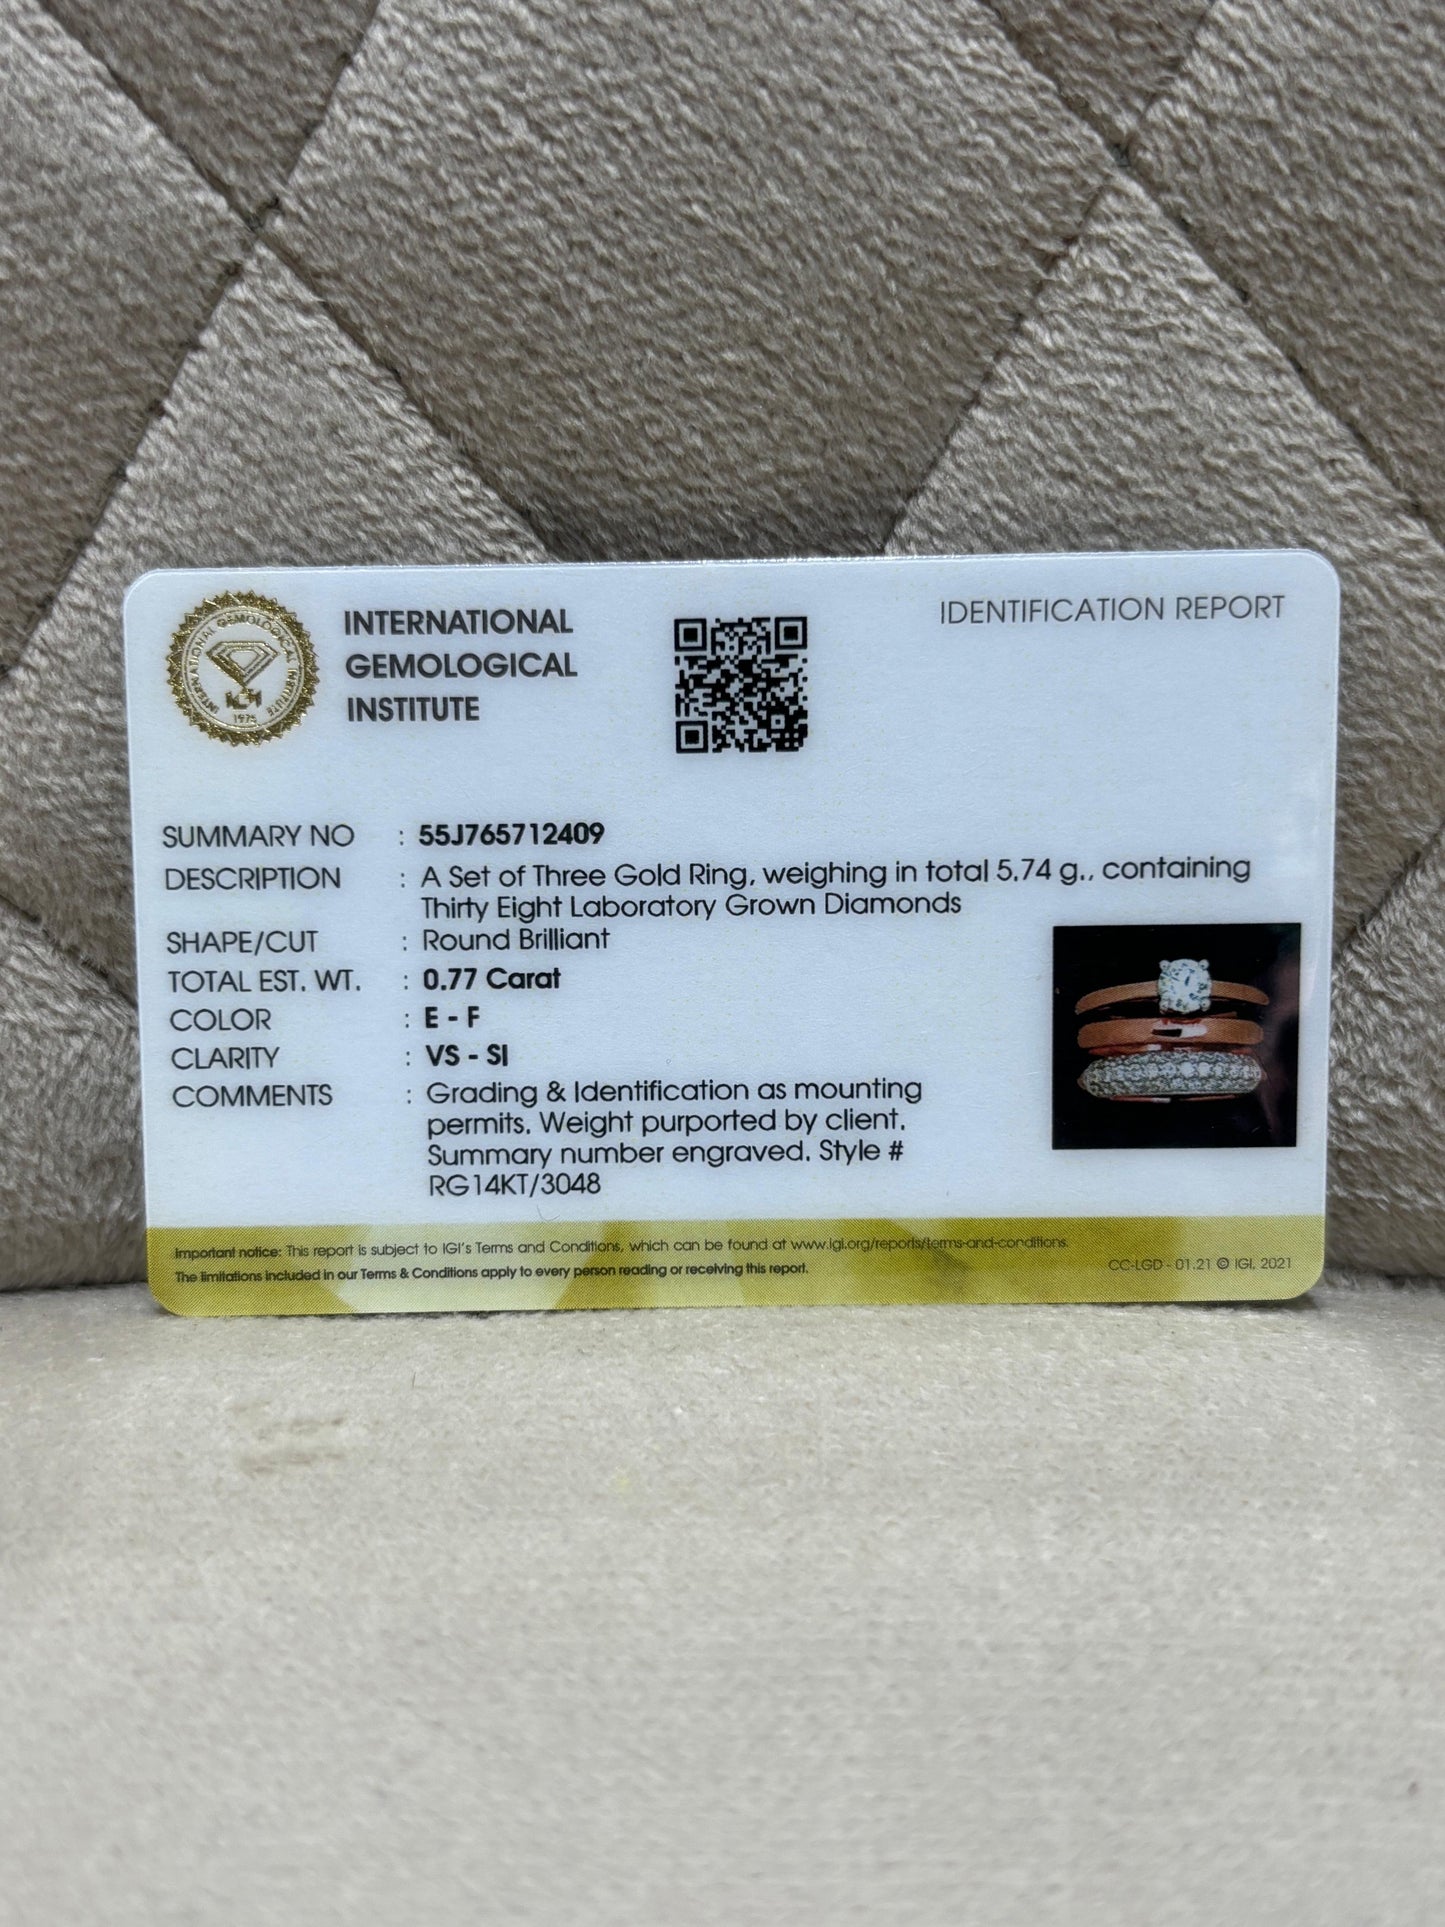 INTERNATIONAL GEMOLOGICAL INSTITUTE
1975
INTERNATIONAL
GEMOLOGICAL
INSTITUTE
IDENTIFICATION REPORT
SUMMARY NO : 55J765712409
DESCRIPTION : A Set of Three Gold Ring, weighing in total 5.74 g., containing
Thirty Eight Laboratory Grown Diamonds
SHAPE/CUT : Round Brilliant
TOTAL EST. WT. : 0.77 Carat
COLOR : E - F
CLARITY : VS - SI
COMMENTS : Grading & Identification as mounting
permits. Weight purported by client.
Summary number engraved. Style #
RG14KT/3048
Important notice: This report is subject to IGI's Terms and Conditions, which can be found at www.igi.org/reports/terms-and-conditions.
The limitations included in our Terms & Conditions apply to every person reading or receiving this report.
CC-LGD - 01.21 © IGI, 2021